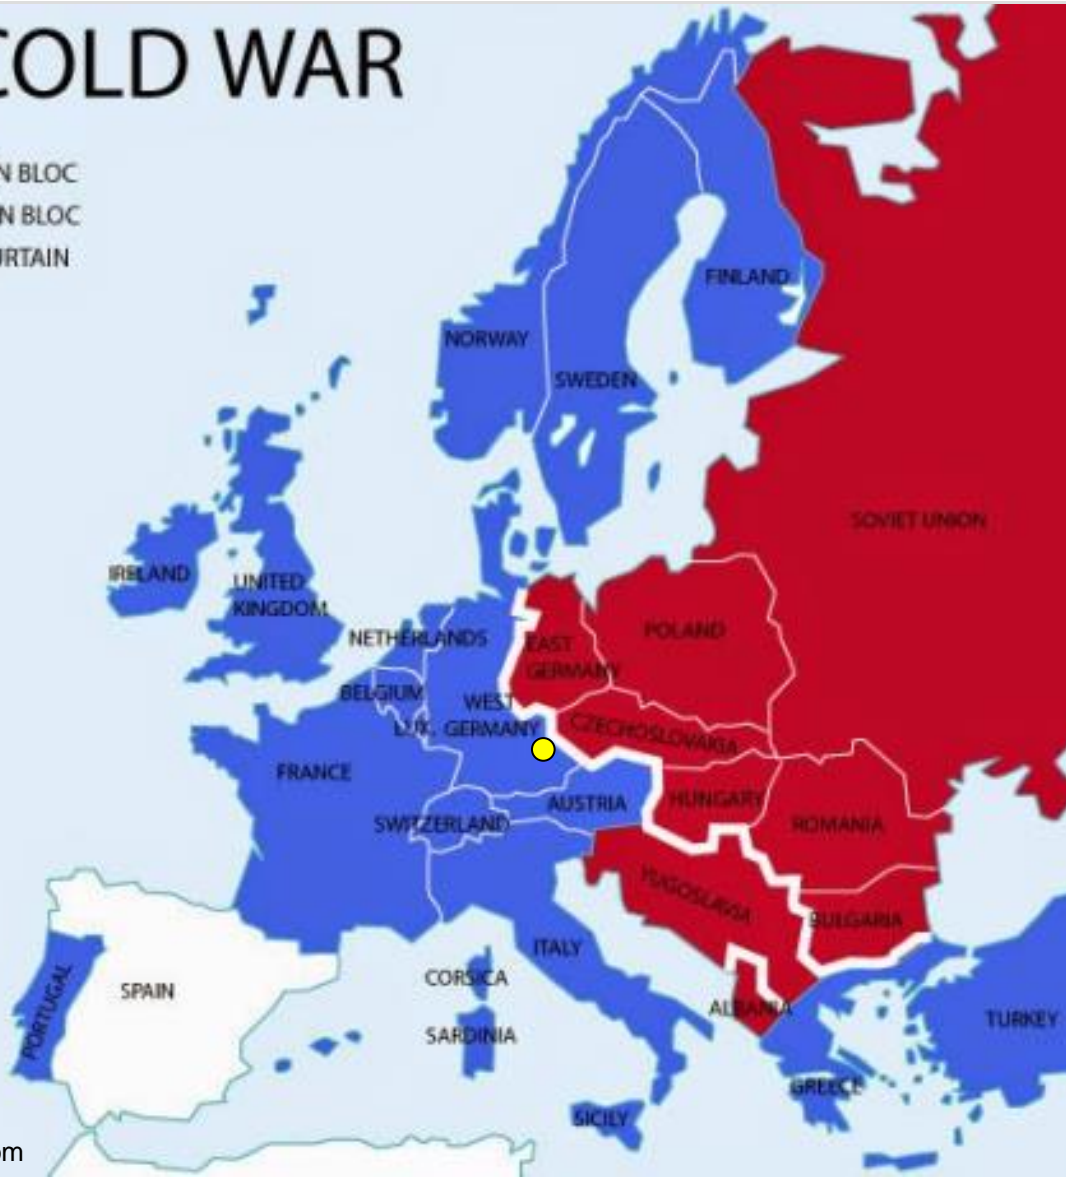 COLD WAR
N BLOC
N BLOC
URTAIN
FINLAND
NORWAY
SWEDEN
SOVIET UNION
IRELAND
UNITED
KINGDOM
NETHERLANDS
EAST
GERMANY
POLAND
BELGIUM
WEST
GERMANY
LUX.
CZECHOSLOVAKIA
FRANCE
AUSTRIA
HUNGARY
SWITZERLAND
ROMANIA
YUGOSLAVIA
BULGARIA
ITALY
CORSICA
SPAIN
PORTUGAL
ALBANIA
SARDINIA
TURKEY
GREECE
SICILY
om